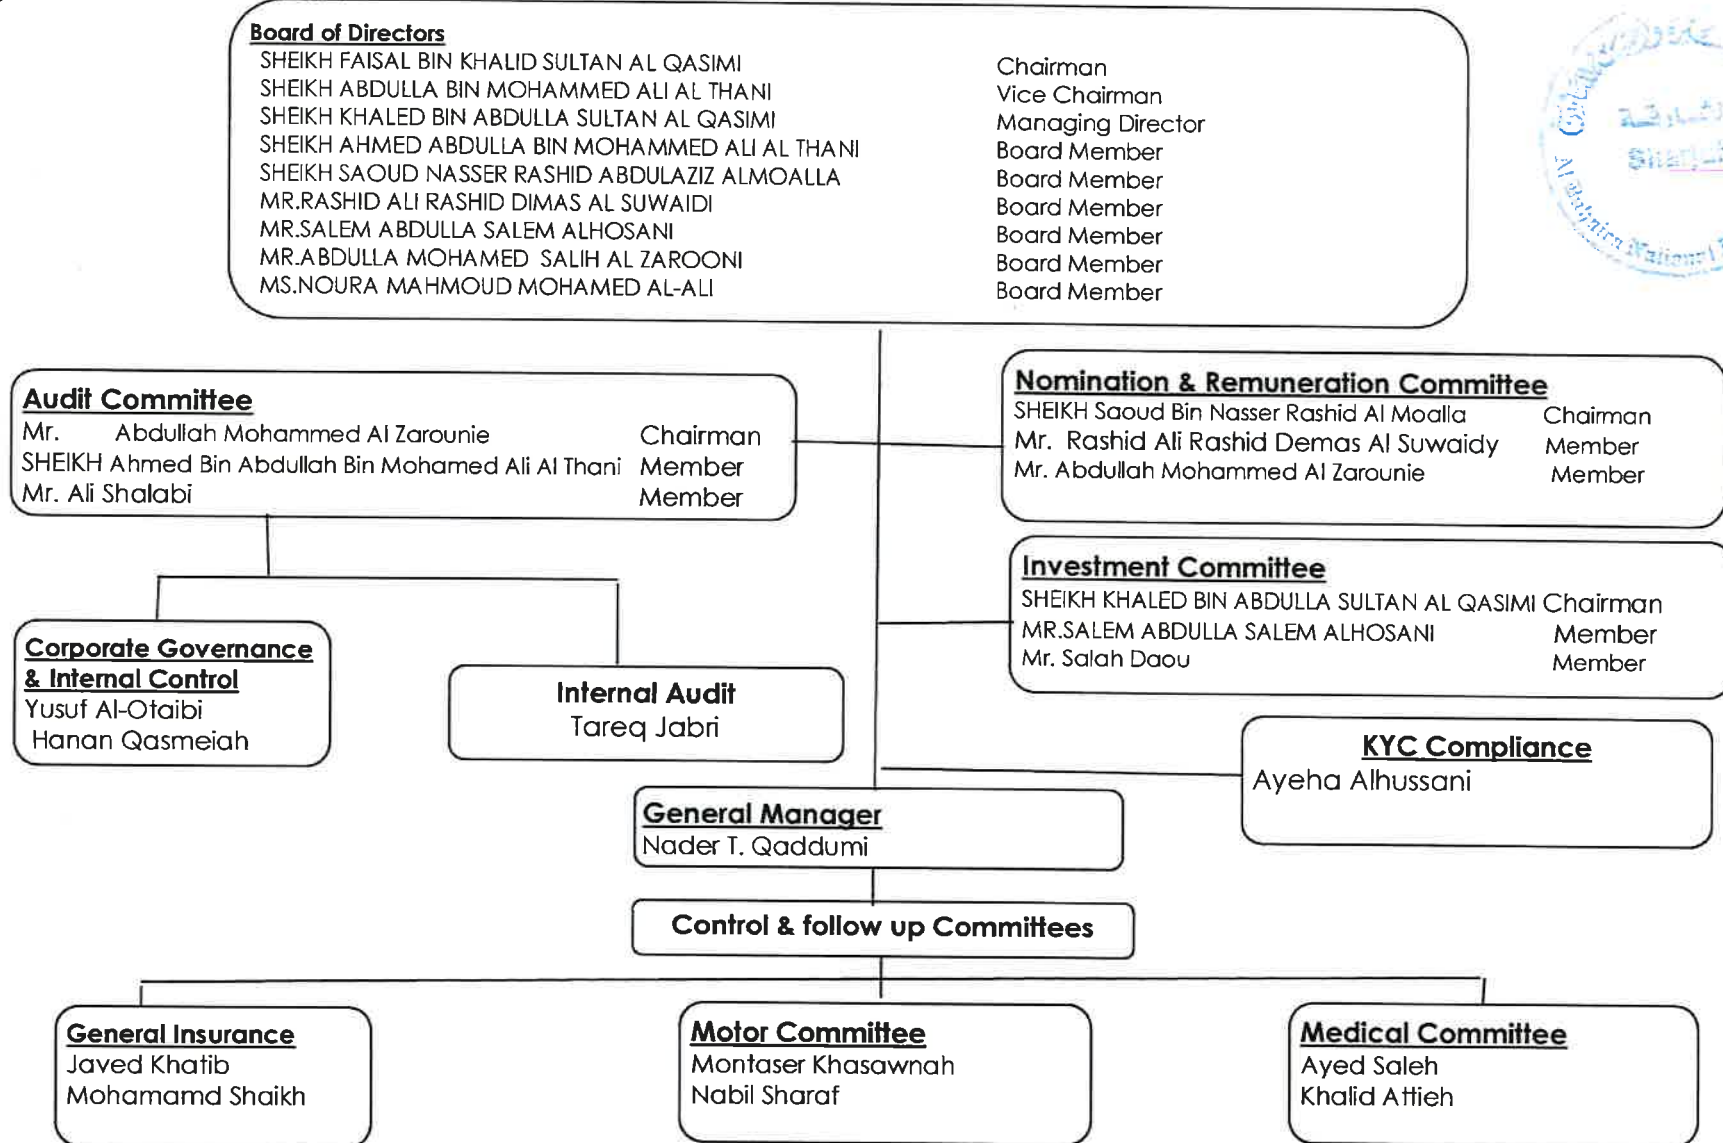 Board of Directors
SHEIKH FAISAL BIN KHALID SULTAN AL QASIMI Chairman
SHEIKH ABDULLA BIN MOHAMMED ALI AL THANI Vice Chairman
SHEIKH KHALED BIN ABDULLA SULTAN AL QASIMI Managing Director
SHEIKH AHMED ABDULLA BIN MOHAMMED ALI AL THANI Board Member
SHEIKH SAOUD NASSER RASHID ABDULAZIZ ALMOALLA Board Member
MR.RASHID ALI RASHID DIMAS AL SUWAIDI Board Member
MR.SALEM ABDULLA SALEM ALHOSANI Board Member
MR.ABDULLA MOHAMED SALIH AL ZAROONI Board Member
MS.NOURA MAHMOUD MOHAMED AL-ALI Board Member
Audit Committee
Mr. Abdullah Mohammed Al Zarounie Chairman
SHEIKH Ahmed Bin Abdullah Bin Mohamed Ali Al Thani Member
Mr. Ali Shalabi Member
Nomination & Remuneration Committee
SHEIKH Saoud Bin Nasser Rashid Al Moalla Chairman
Mr. Rashid Ali Rashid Demas Al Suwaidy Member
Mr. Abdullah Mohammed Al Zarounie Member
Investment Committee
SHEIKH KHALED BIN ABDULLA SULTAN AL QASIMI Chairman
MR.SALEM ABDULLA SALEM ALHOSANI Member
Mr. Salah Daou Member
Corporate Governance
& Internal Control
Yusuf Al-Otaibi
Hanan Qasmeiah
Internal Audit
Tareq Jabri
KYC Compliance
Ayeha Alhussani
General Manager
Nader T. Qaddumi
Control & follow up Committees
General Insurance
Javed Khatib
Mohamamd Shaikh
Motor Committee
Montaser Khasawnah
Nabil Sharaf
Medical Committee
Ayed Saleh
Khalid Attieh